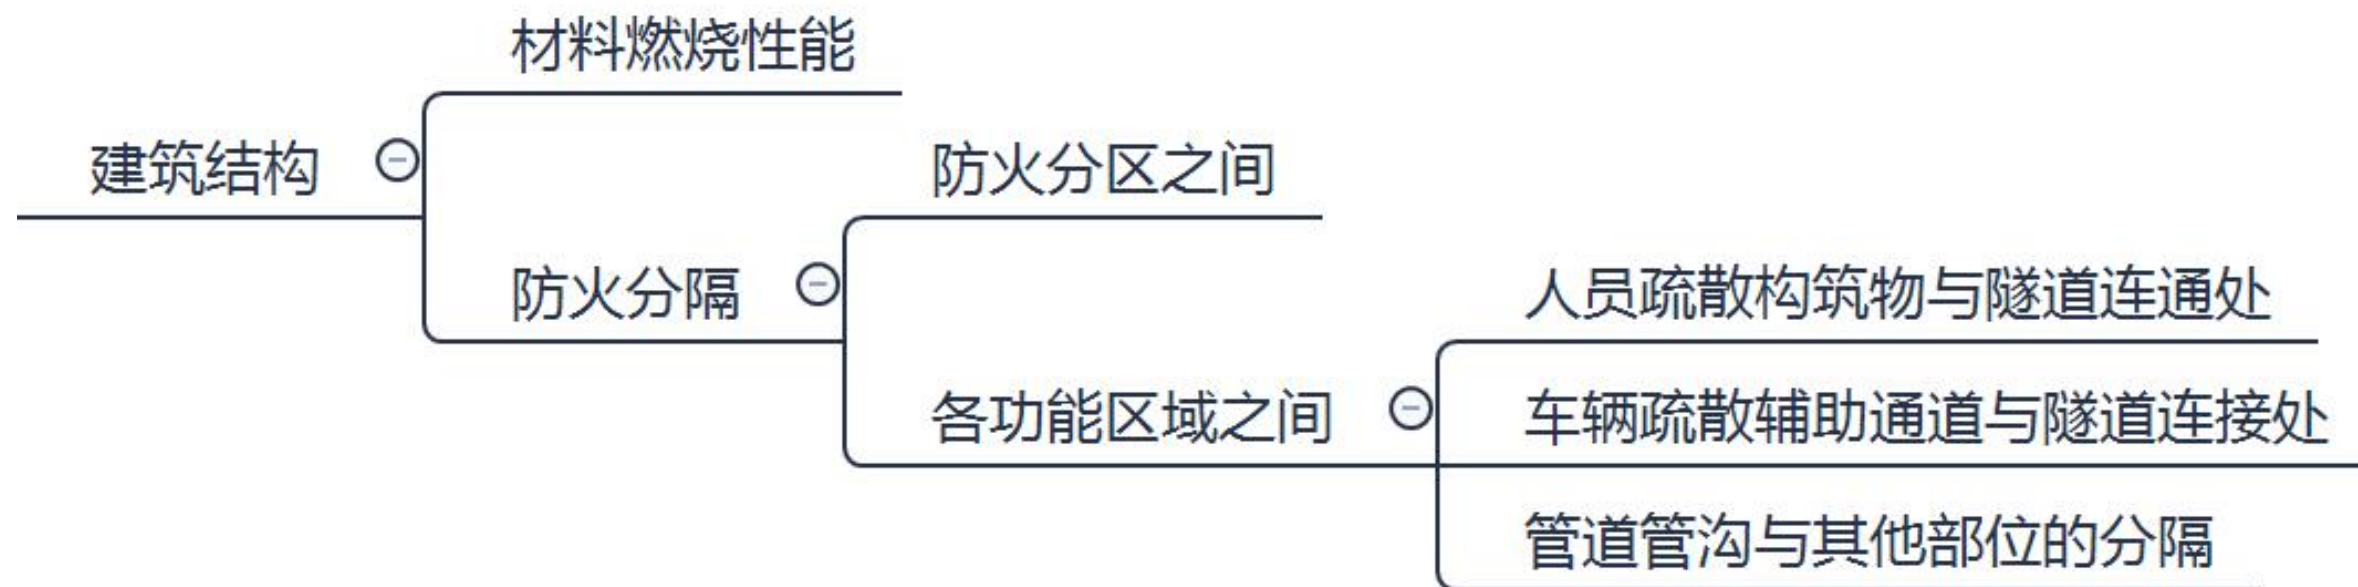 材料燃烧性能
建筑结构
防火分区之间
防火分隔
人员疏散构筑物与隧道连通处
各功能区域之间
车辆疏散辅助通道与隧道连接处
管道管沟与其他部位的分隔